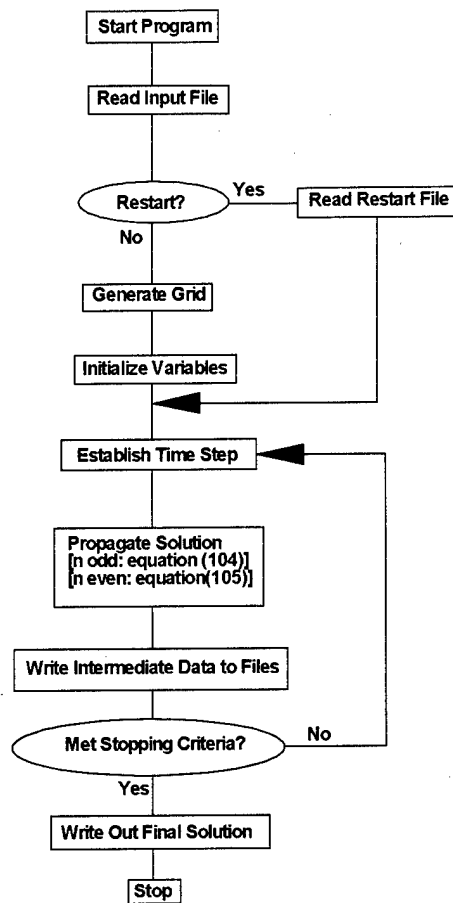 Start Program
Read Input File
Restart?
Yes
Read Restart File
No
Generate Grid
Initialize Variables
Establish Time Step
Propagate Solution
[n odd: equation (104)]
[n even: equation(105)]
Write Intermediate Data to Files
Met Stopping Criteria?
No
Yes
Write Out Final Solution
Stop